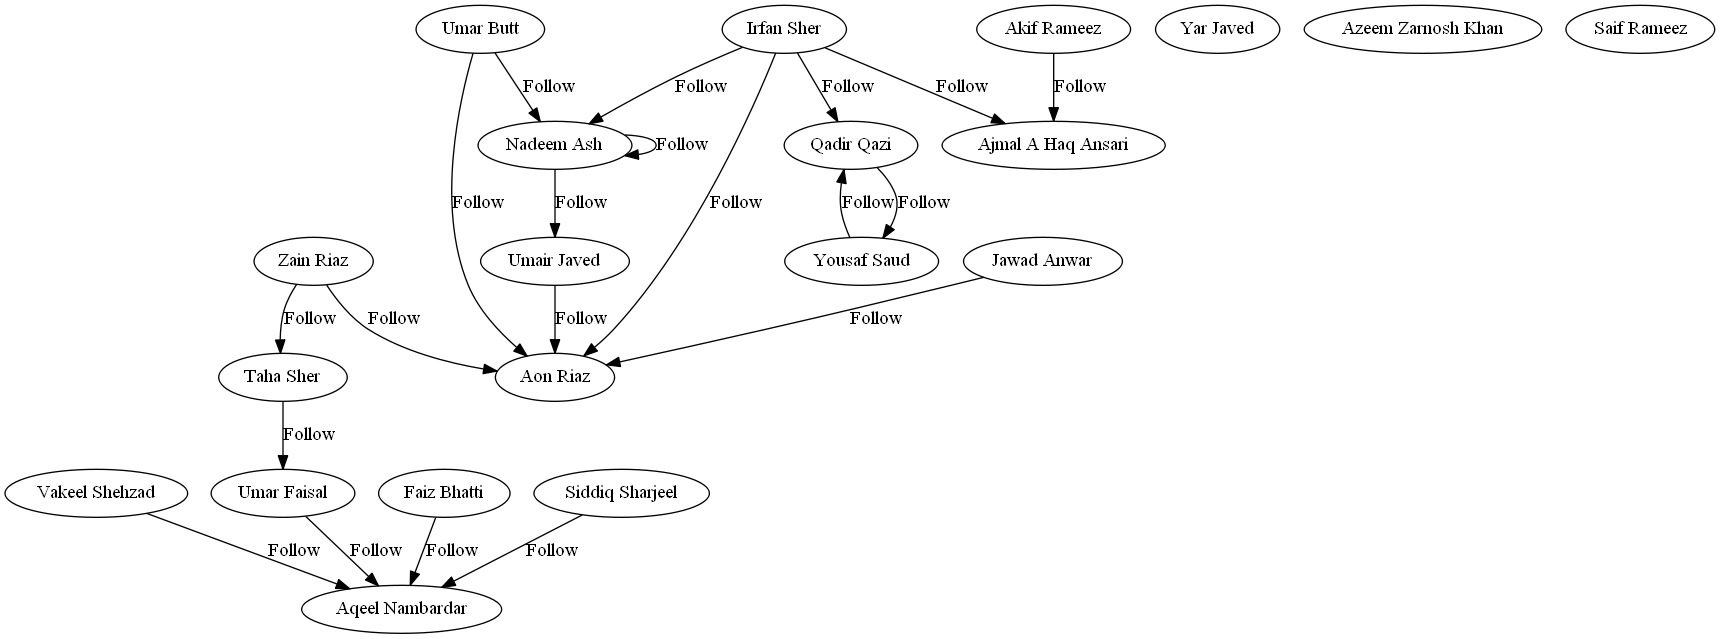 Umar Butt
Irfan Sher
Akif Rameez
Yar Javed
Azeem Zarnosh Khan
Saif Rameez
Follow
Follow
Follow
Follow
Follow
Nadeem Ash
Follow
Qadir Qazi
Ajmal A Haq Ansari
Follow
Follow
Follow
Follow
Follow
Zain Riaz
Umair Javed
Yousaf Saud
Jawad Anwar
Follow
Follow
Follow
Follow
Taha Sher
Aon Riaz
Follow
Vakeel Shehzad
Umar Faisal
Faiz Bhatti
Siddiq Sharjeel
Follow
Follow
Follow
Follow
Aqeel Nambardar